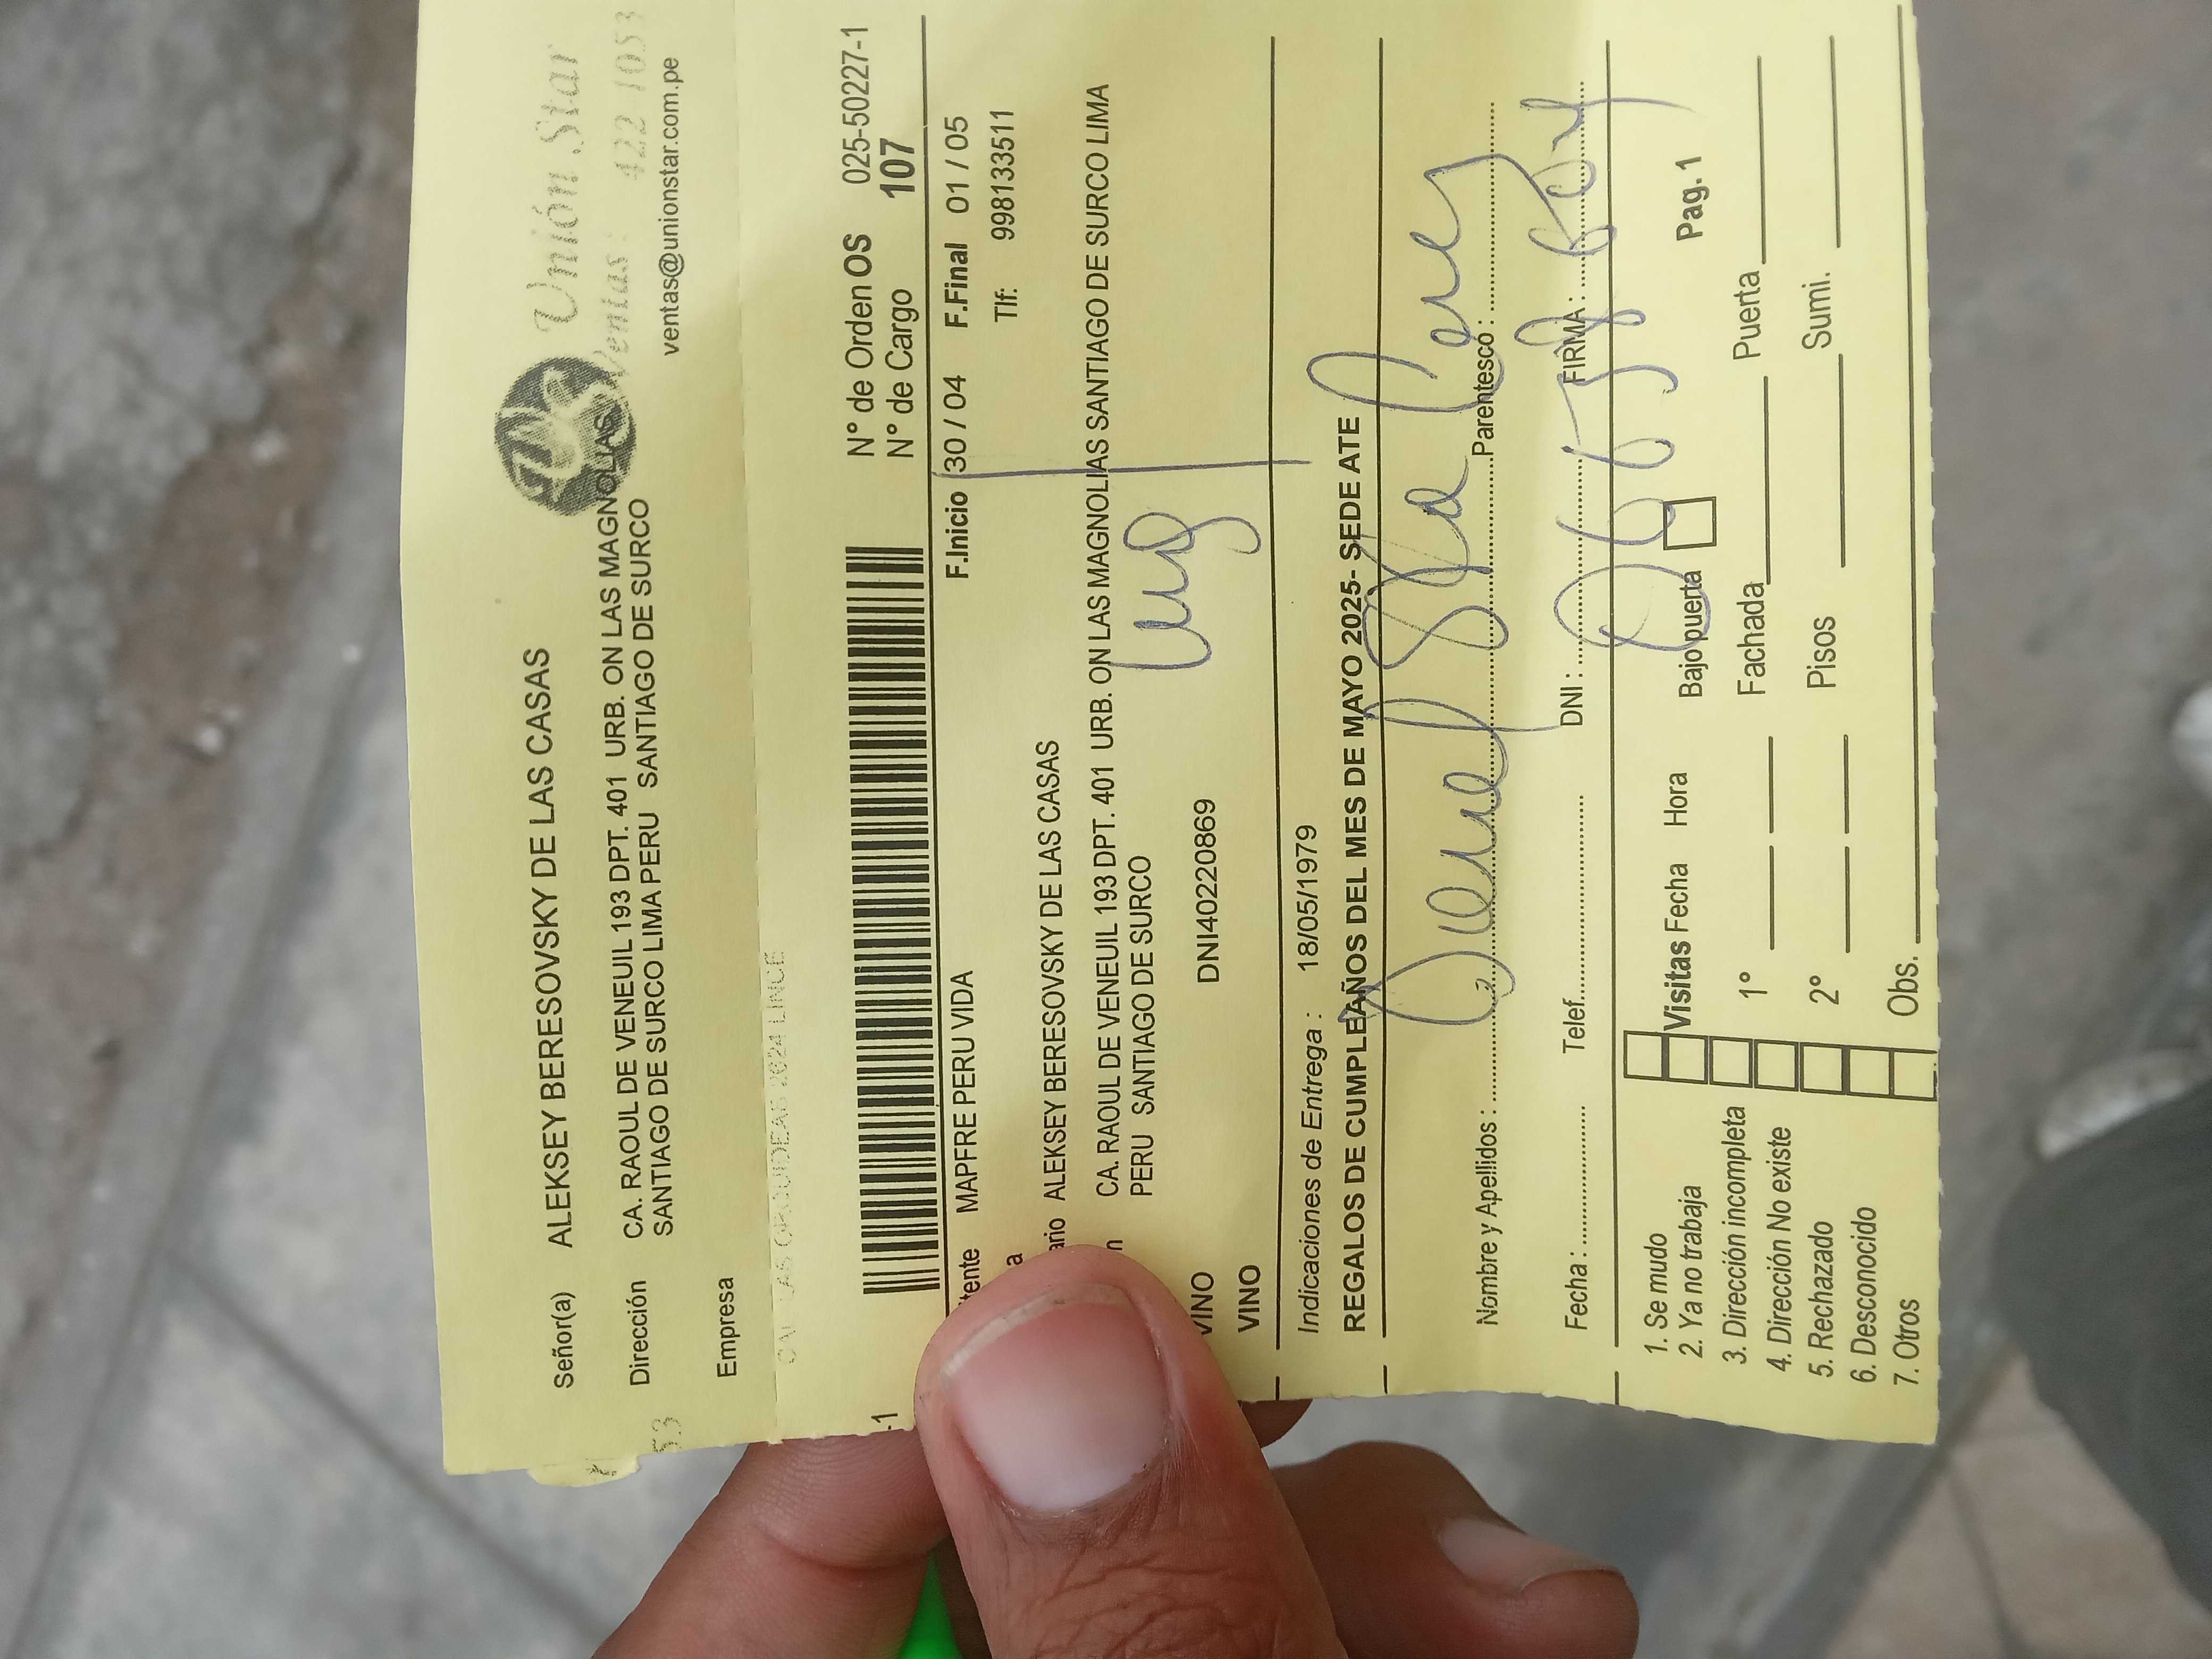 Unión Star
Ventas: 422 1053
ventas@unionstar.com.pe
Señor(a) ALEKSEY BERESOVSKY DE LAS CASAS
Dirección CA. RAOUL DE VENEUIL 193 DPT. 401 URB. ON LAS MAGNOLIAS
SANTIAGO DE SURCO LIMA PERU SANTIAGO DE SURCO
Empresa
53
-1
N° de Orden OS 025-50227-1
N° de Cargo 107
MAPFRE PERU VIDA F.Inicio 30 / 04 F.Final 01 / 05
Tlf: 998133511
ALEKSEY BERESOVSKY DE LAS CASAS
CA. RAOUL DE VENEUIL 193 DPT. 401 URB. ON LAS MAGNOLIAS SANTIAGO DE SURCO LIMA
PERU SANTIAGO DE SURCO
VINO DNI40220869
VINO
Indicaciones de Entrega : 18/05/1979
REGALOS DE CUMPLEAÑOS DEL MES DE MAYO 2025- SEDE ATE
Nombre y Apellidos : Parentesco :
Fecha : Telef. DNI : FIRMA :
1. Se mudo
2. Ya no trabaja
3. Dirección incompleta
4. Dirección No existe
5. Rechazado
6. Desconocido
7. Otros
Visitas Fecha Hora Bajo puerta Pag.1
1° Fachada Puerta
2° Pisos Sumi.
Obs.